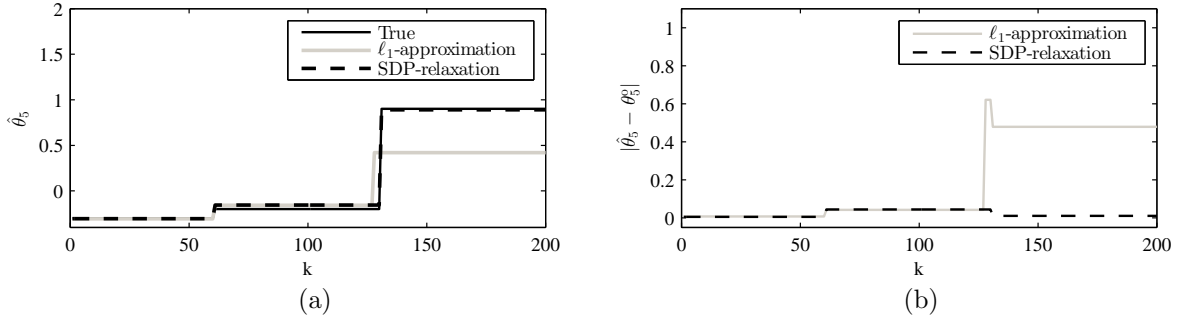 2
1.5
1
0.5
0
0
50
100
150
200
k
θ̂₅
True
ℓ₁-approximation
SDP-relaxation
(a)
1
0.8
0.6
0.4
0.2
0
0
50
100
150
200
k
|θ̂₅ − θ₅ᵒ|
ℓ₁-approximation
SDP-relaxation
(b)